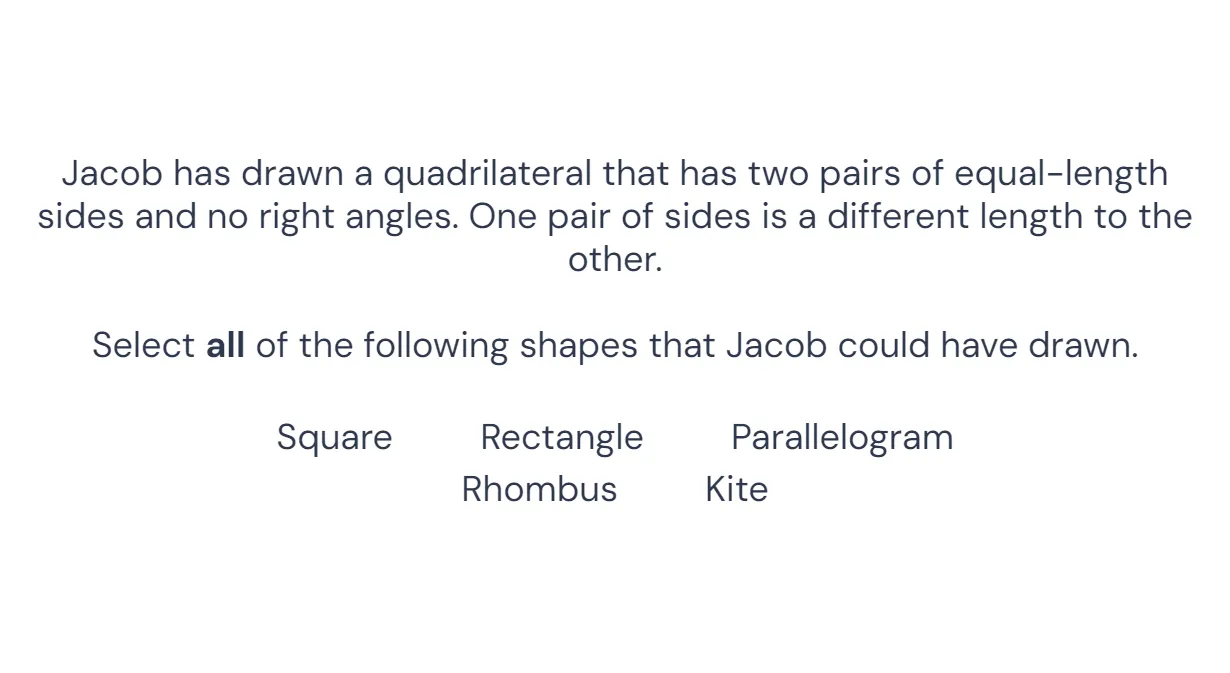 Jacob has drawn a quadrilateral that has two pairs of equal-length
sides and no right angles. One pair of sides is a different length to the
other.
Select all of the following shapes that Jacob could have drawn.
Square Rectangle Parallelogram
Rhombus Kite